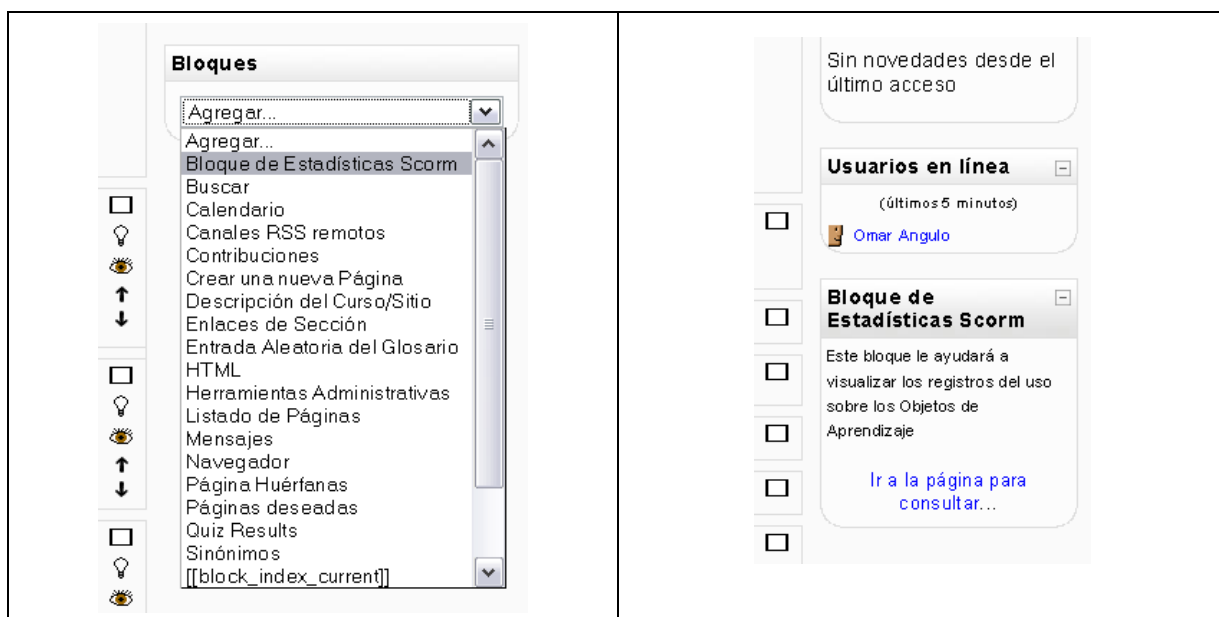 Bloques
Agregar...
Agregar...
Bloque de Estadísticas Scorm
Buscar
Calendario
Canales RSS remotos
Contribuciones
Crear una nueva Página
Descripción del Curso/Sitio
Enlaces de Sección
Entrada Aleatoria del Glosario
HTML
Herramientas Administrativas
Listado de Páginas
Mensajes
Navegador
Página Huérfanas
Páginas deseadas
Quiz Results
Sinónimos
[[block_index_current]]
Sin novedades desde el
último acceso
Usuarios en línea
(últimos 5 minutos)
Omar Angulo
Bloque de
Estadísticas Scorm
Este bloque le ayudará a
visualizar los registros del uso
sobre los Objetos de
Aprendizaje
Ir a la página para
consultar...